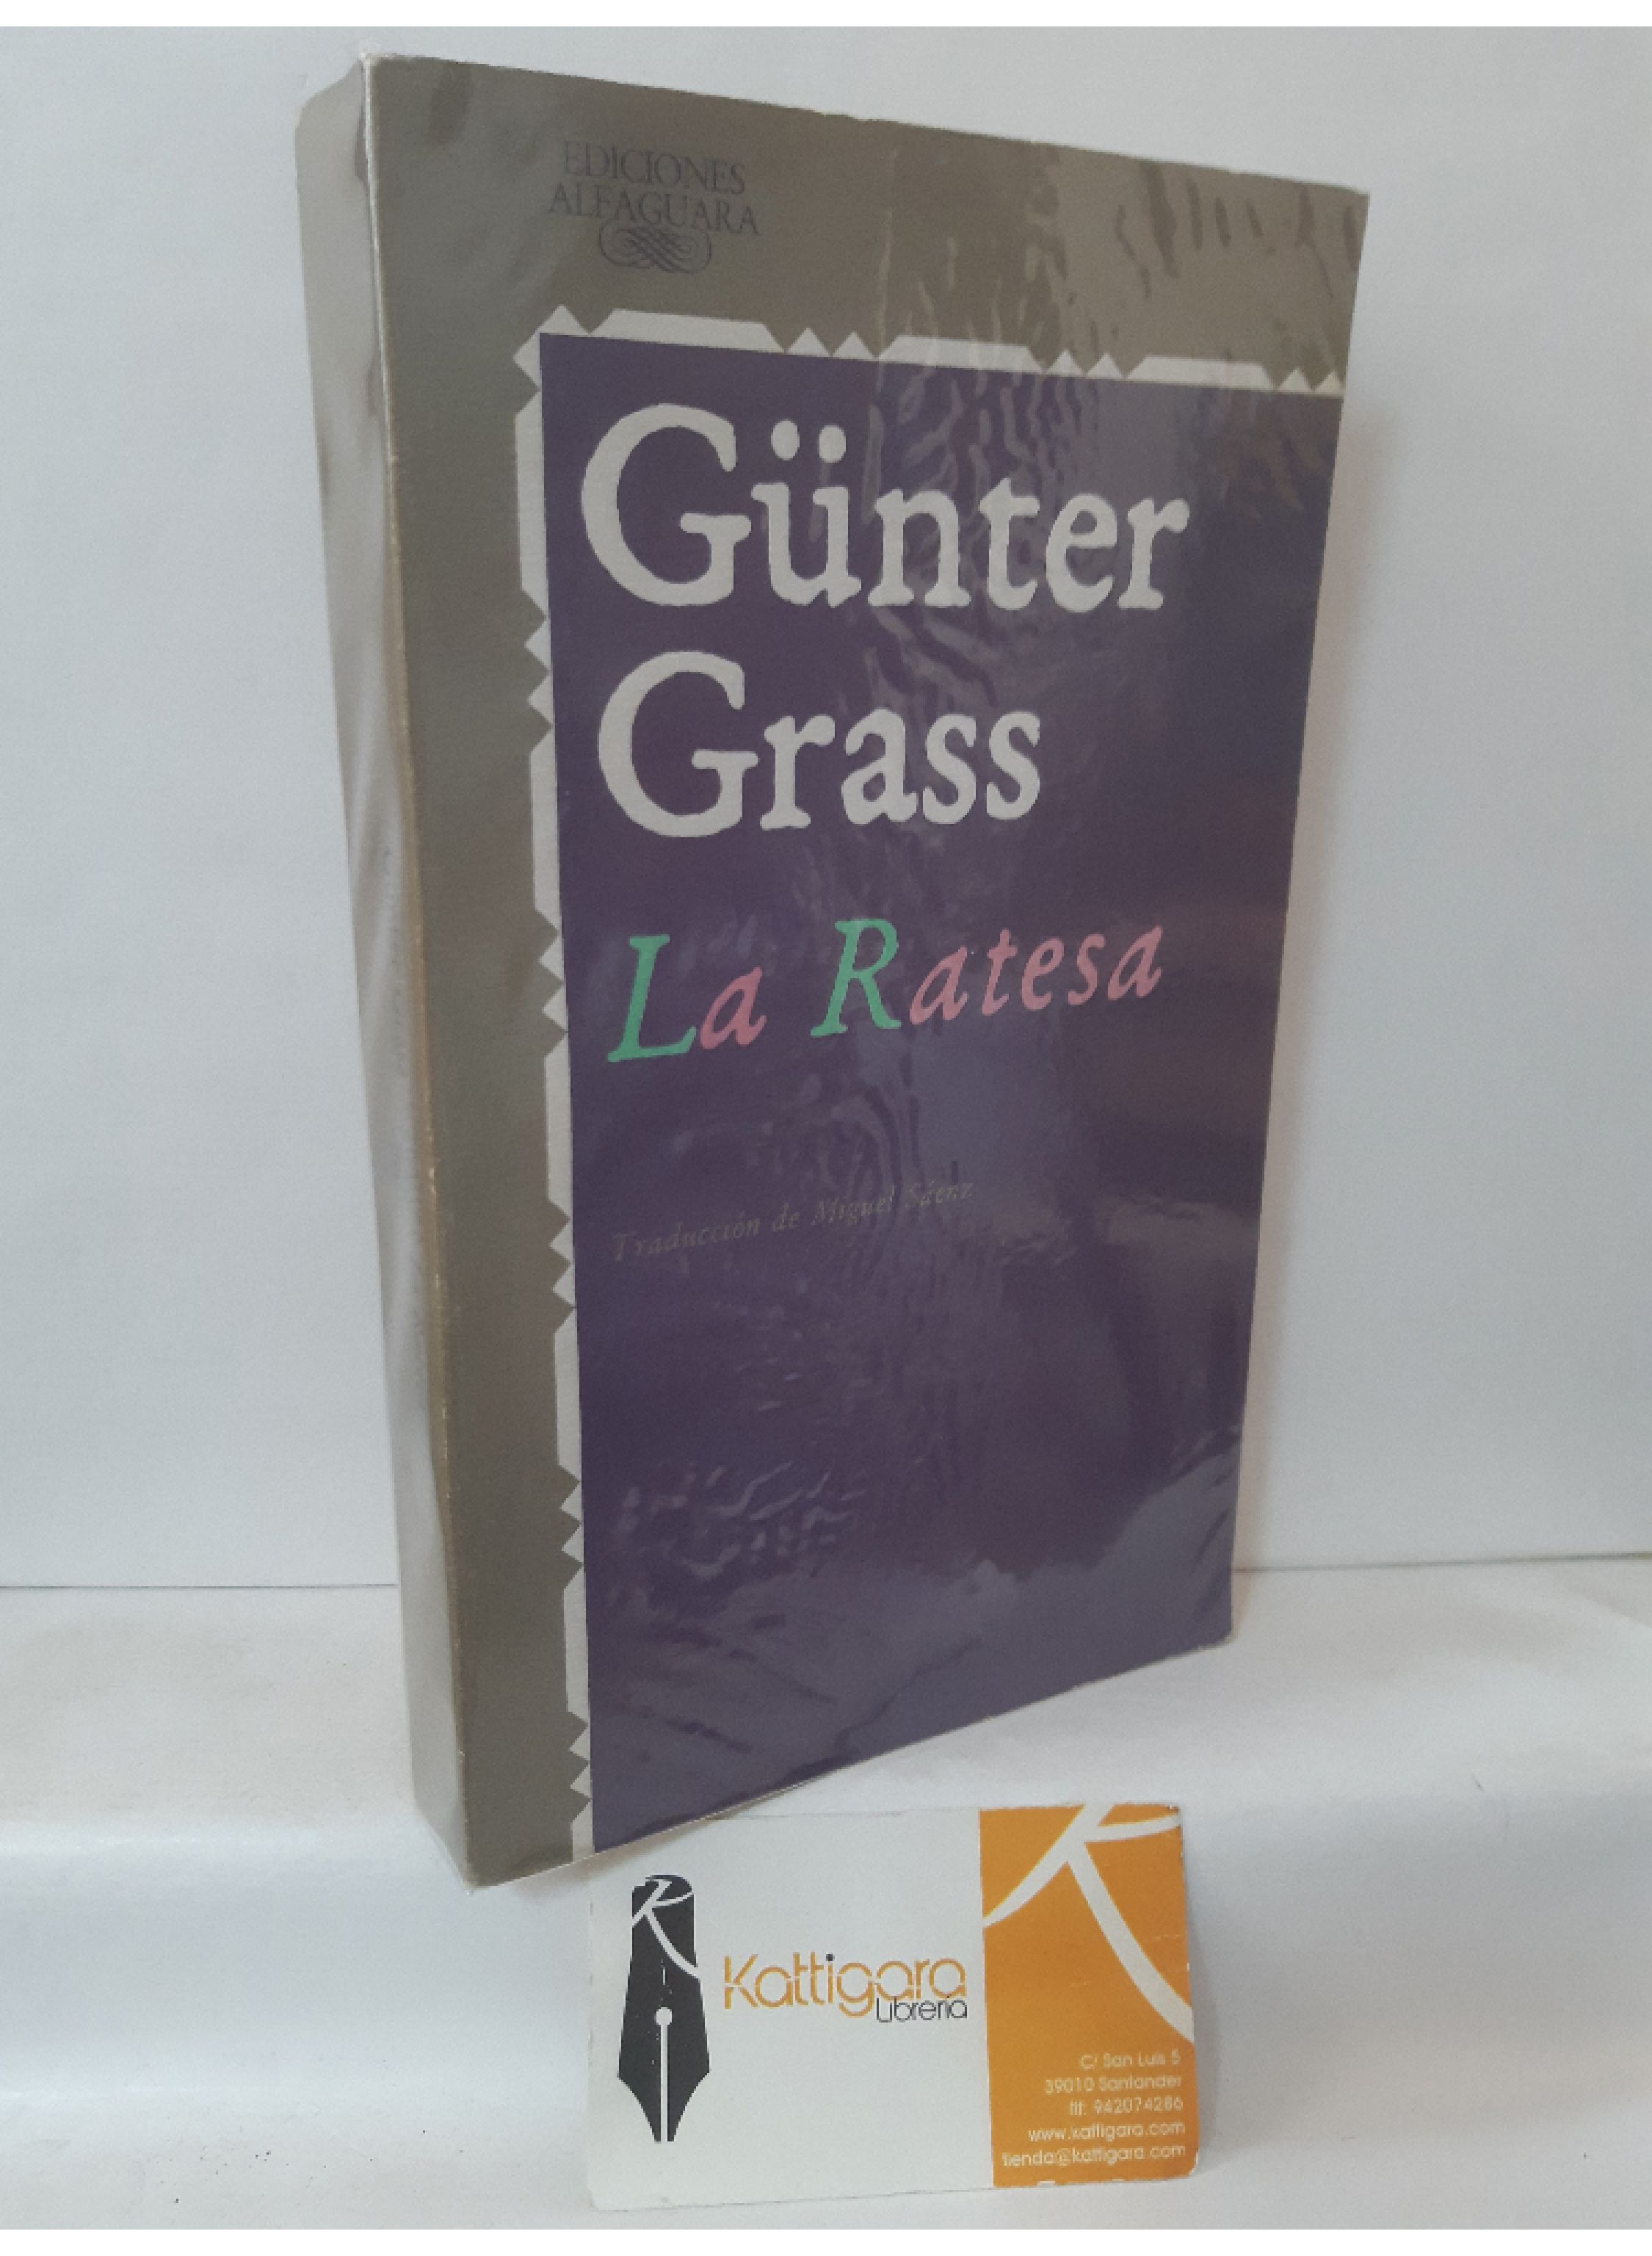 EDICIONES
ALFAGUARA
Günter
Grass
La Ratesa
Traducción de Miguel Sáenz
Kattigara
Librería
C/ San Luis 5
39010 Santander
tlf: 942074286
www.kattigara.com
tienda@kattigara.com